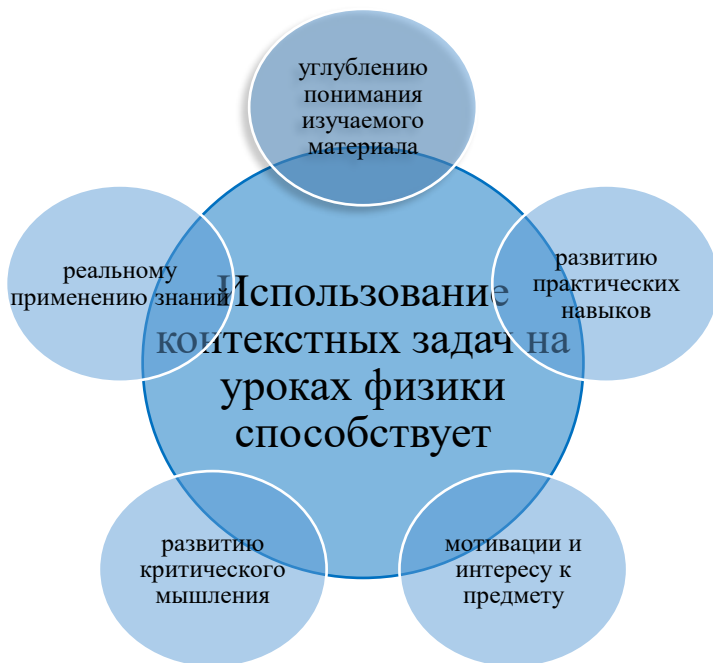 углублению
понимания
изучаемого
материала
реальному
применению знаний
развитию
практических
навыков
Использование
контекстных задач на
уроках физики
способствует
развитию
критического
мышления
мотивации и
интересу к
предмету